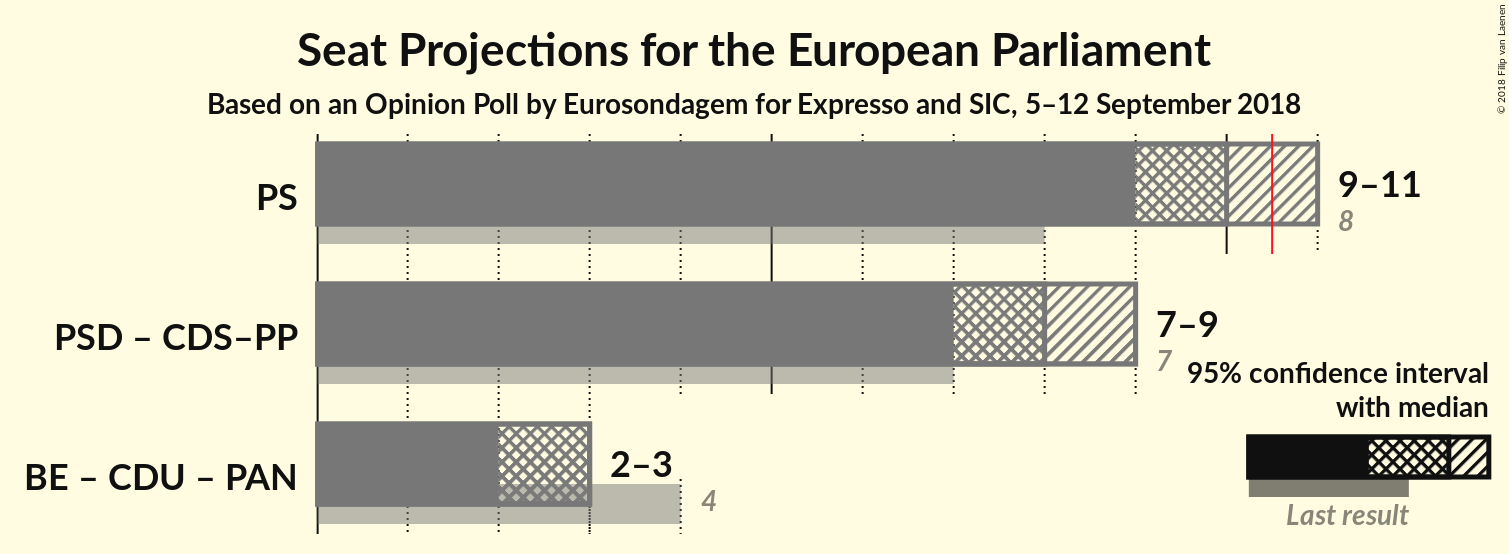 Seat Projections for the European Parliament
Based on an Opinion Poll by Eurosondagem for Expresso and SIC, 5–12 September 2018
© 2018 Filip van Laenen
PS
9–11
8
PSD – CDS–PP
7–9
7
95% confidence interval
with median
BE – CDU – PAN
2–3
4
Last result